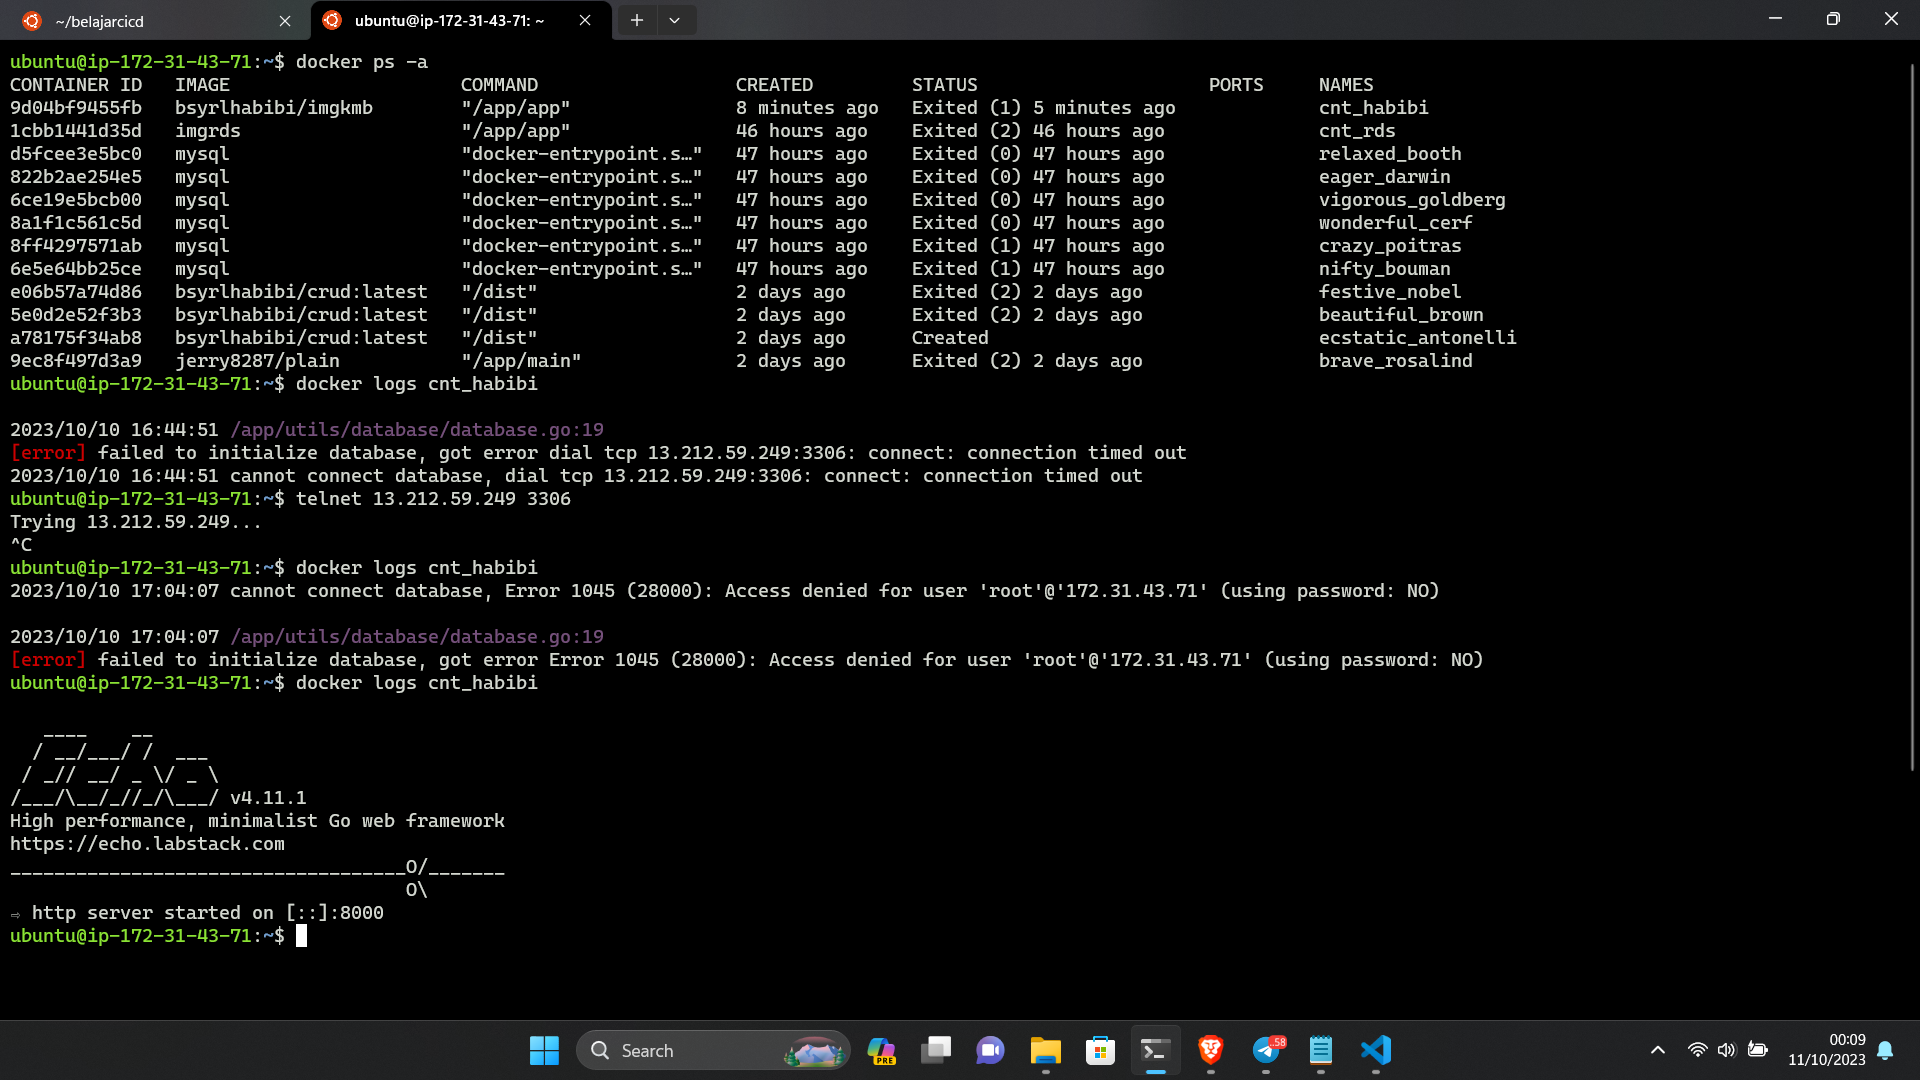 ~/belajarcicd
ubuntu@ip-172-31-43-71: ~
ubuntu@ip-172-31-43-71:~$ docker ps -a
CONTAINER ID   IMAGE                     COMMAND                  CREATED         STATUS                     PORTS     NAMES
9d04bf9455fb   bsyrlhabibi/imgkmb        "/app/app"               8 minutes ago   Exited (1) 5 minutes ago             cnt_habibi
1cbb1441d35d   imgrds                    "/app/app"               46 hours ago    Exited (2) 46 hours ago              cnt_rds
d5fcee3e5bc0   mysql                     "docker-entrypoint.s…"   47 hours ago    Exited (0) 47 hours ago              relaxed_booth
822b2ae254e5   mysql                     "docker-entrypoint.s…"   47 hours ago    Exited (0) 47 hours ago              eager_darwin
6ce19e5bcb00   mysql                     "docker-entrypoint.s…"   47 hours ago    Exited (0) 47 hours ago              vigorous_goldberg
8a1f1c561c5d   mysql                     "docker-entrypoint.s…"   47 hours ago    Exited (0) 47 hours ago              wonderful_cerf
8ff4297571ab   mysql                     "docker-entrypoint.s…"   47 hours ago    Exited (1) 47 hours ago              crazy_poitras
6e5e64bb25ce   mysql                     "docker-entrypoint.s…"   47 hours ago    Exited (1) 47 hours ago              nifty_bouman
e06b57a74d86   bsyrlhabibi/crud:latest   "/dist"                  2 days ago      Exited (2) 2 days ago                festive_nobel
5e0d2e52f3b3   bsyrlhabibi/crud:latest   "/dist"                  2 days ago      Exited (2) 2 days ago                beautiful_brown
a78175f34ab8   bsyrlhabibi/crud:latest   "/dist"                  2 days ago      Created                              ecstatic_antonelli
9ec8f497d3a9   jerry8287/plain           "/app/main"              2 days ago      Exited (2) 2 days ago                brave_rosalind
ubuntu@ip-172-31-43-71:~$ docker logs cnt_habibi
2023/10/10 16:44:51 /app/utils/database/database.go:19
[error] failed to initialize database, got error dial tcp 13.212.59.249:3306: connect: connection timed out
2023/10/10 16:44:51 cannot connect database, dial tcp 13.212.59.249:3306: connect: connection timed out
ubuntu@ip-172-31-43-71:~$ telnet 13.212.59.249 3306
Trying 13.212.59.249...
^C
ubuntu@ip-172-31-43-71:~$ docker logs cnt_habibi
2023/10/10 17:04:07 cannot connect database, Error 1045 (28000): Access denied for user 'root'@'172.31.43.71' (using password: NO)
2023/10/10 17:04:07 /app/utils/database/database.go:19
[error] failed to initialize database, got error Error 1045 (28000): Access denied for user 'root'@'172.31.43.71' (using password: NO)
ubuntu@ip-172-31-43-71:~$ docker logs cnt_habibi
   ____    __
  / __/___/ /  ___
 / _// __/ _ \/ _ \
/___/\__/_//_/\___/ v4.11.1
High performance, minimalist Go web framework
https://echo.labstack.com
____________________________________O/_______
                                    O\
⇨ http server started on [::]:8000
ubuntu@ip-172-31-43-71:~$
Search
PRE
..58
00:09
11/10/2023